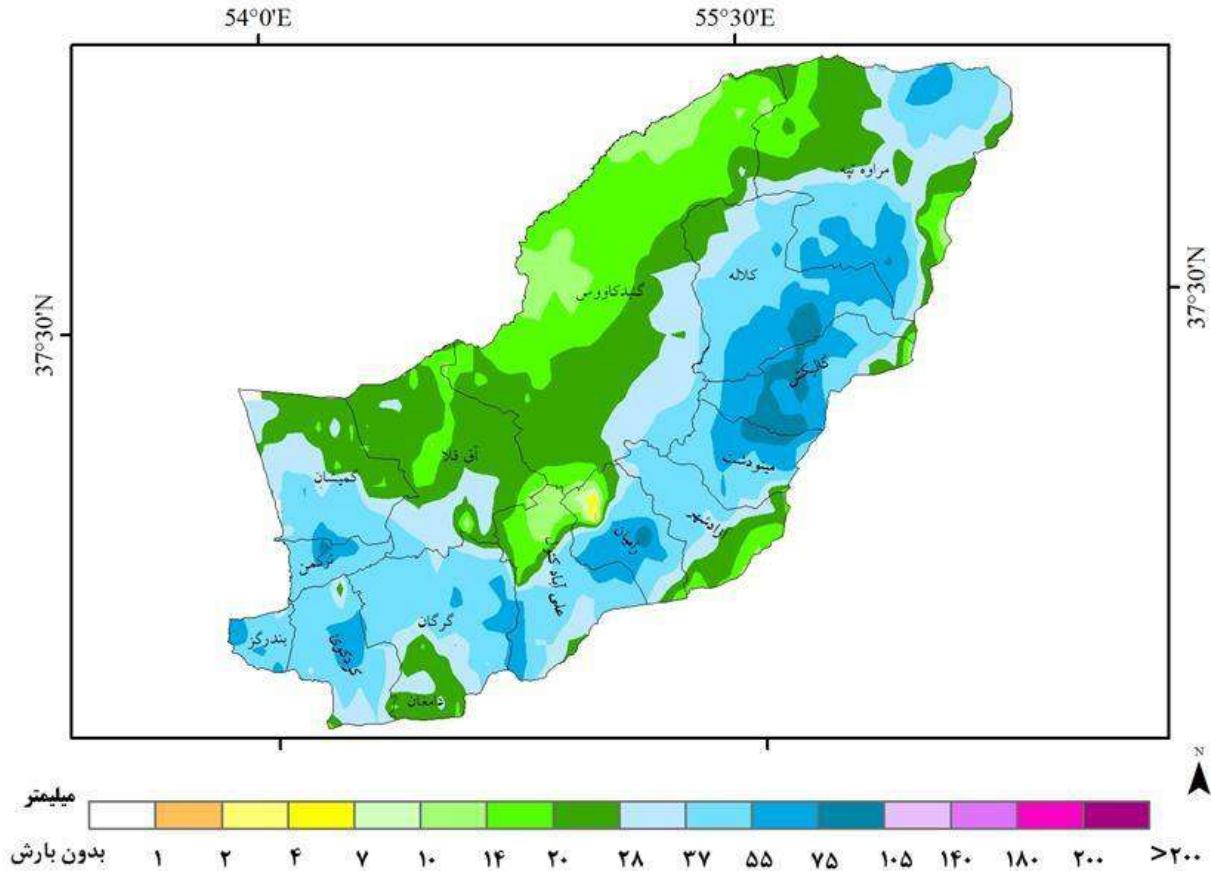 54°0'E 55°30'E
37°30'N
37°30'N
مراوه تپه
کلاله
گنبدکاووس
گالیکش
آق قلا
مینودشت
گمیشان
آزادشهر
رامیان
ترکمن
علی آباد کتول
گرگان
بندرگز
کردکوی
دامغان
N
میلیمتر
بدون بارش ۱ ۲ ۴ ۷ ۱۰ ۱۴ ۲۰ ۲۸ ۳۷ ۵۵ ۷۵ ۱۰۵ ۱۴۰ ۱۸۰ ۲۰۰ >۲۰۰